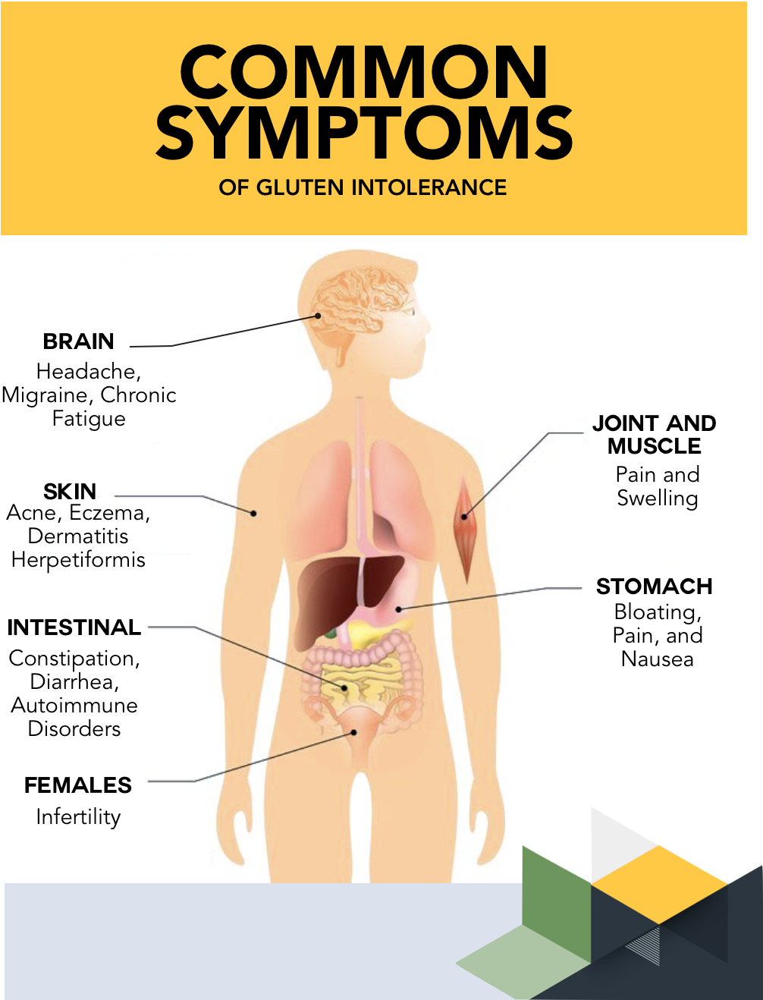 COMMON
SYMPTOMS
OF GLUTEN INTOLERANCE
BRAIN
Headache,
Migraine, Chronic
Fatigue
JOINT AND
MUSCLE
Pain and
Swelling
SKIN
Acne, Eczema,
Dermatitis
Herpetiformis
STOMACH
Bloating,
Pain, and
Nausea
INTESTINAL
Constipation,
Diarrhea,
Autoimmune
Disorders
FEMALES
Infertility